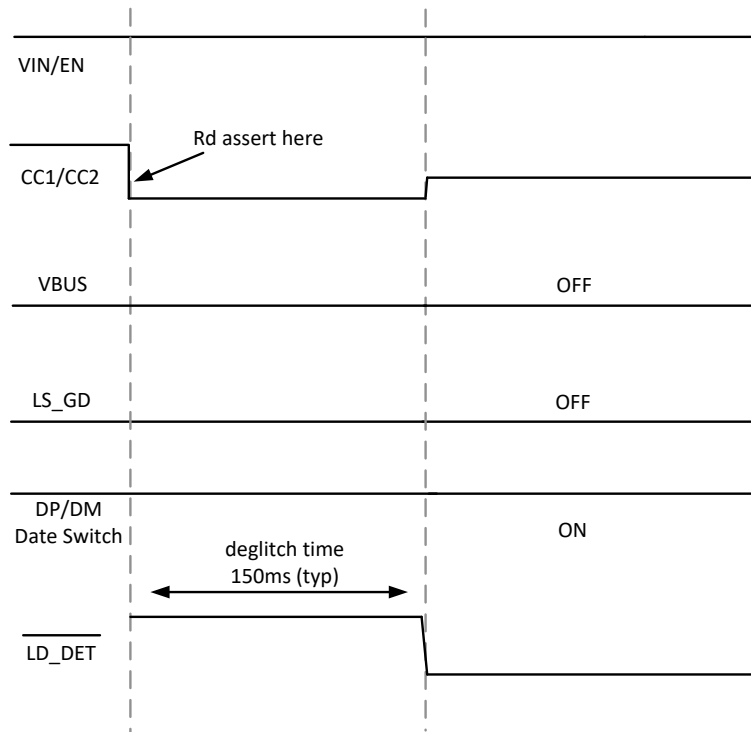 VIN/EN
Rd assert here
CC1/CC2
VBUS
OFF
LS_GD
OFF
DP/DM
Date Switch
ON
deglitch time
150ms (typ)
LD_DET